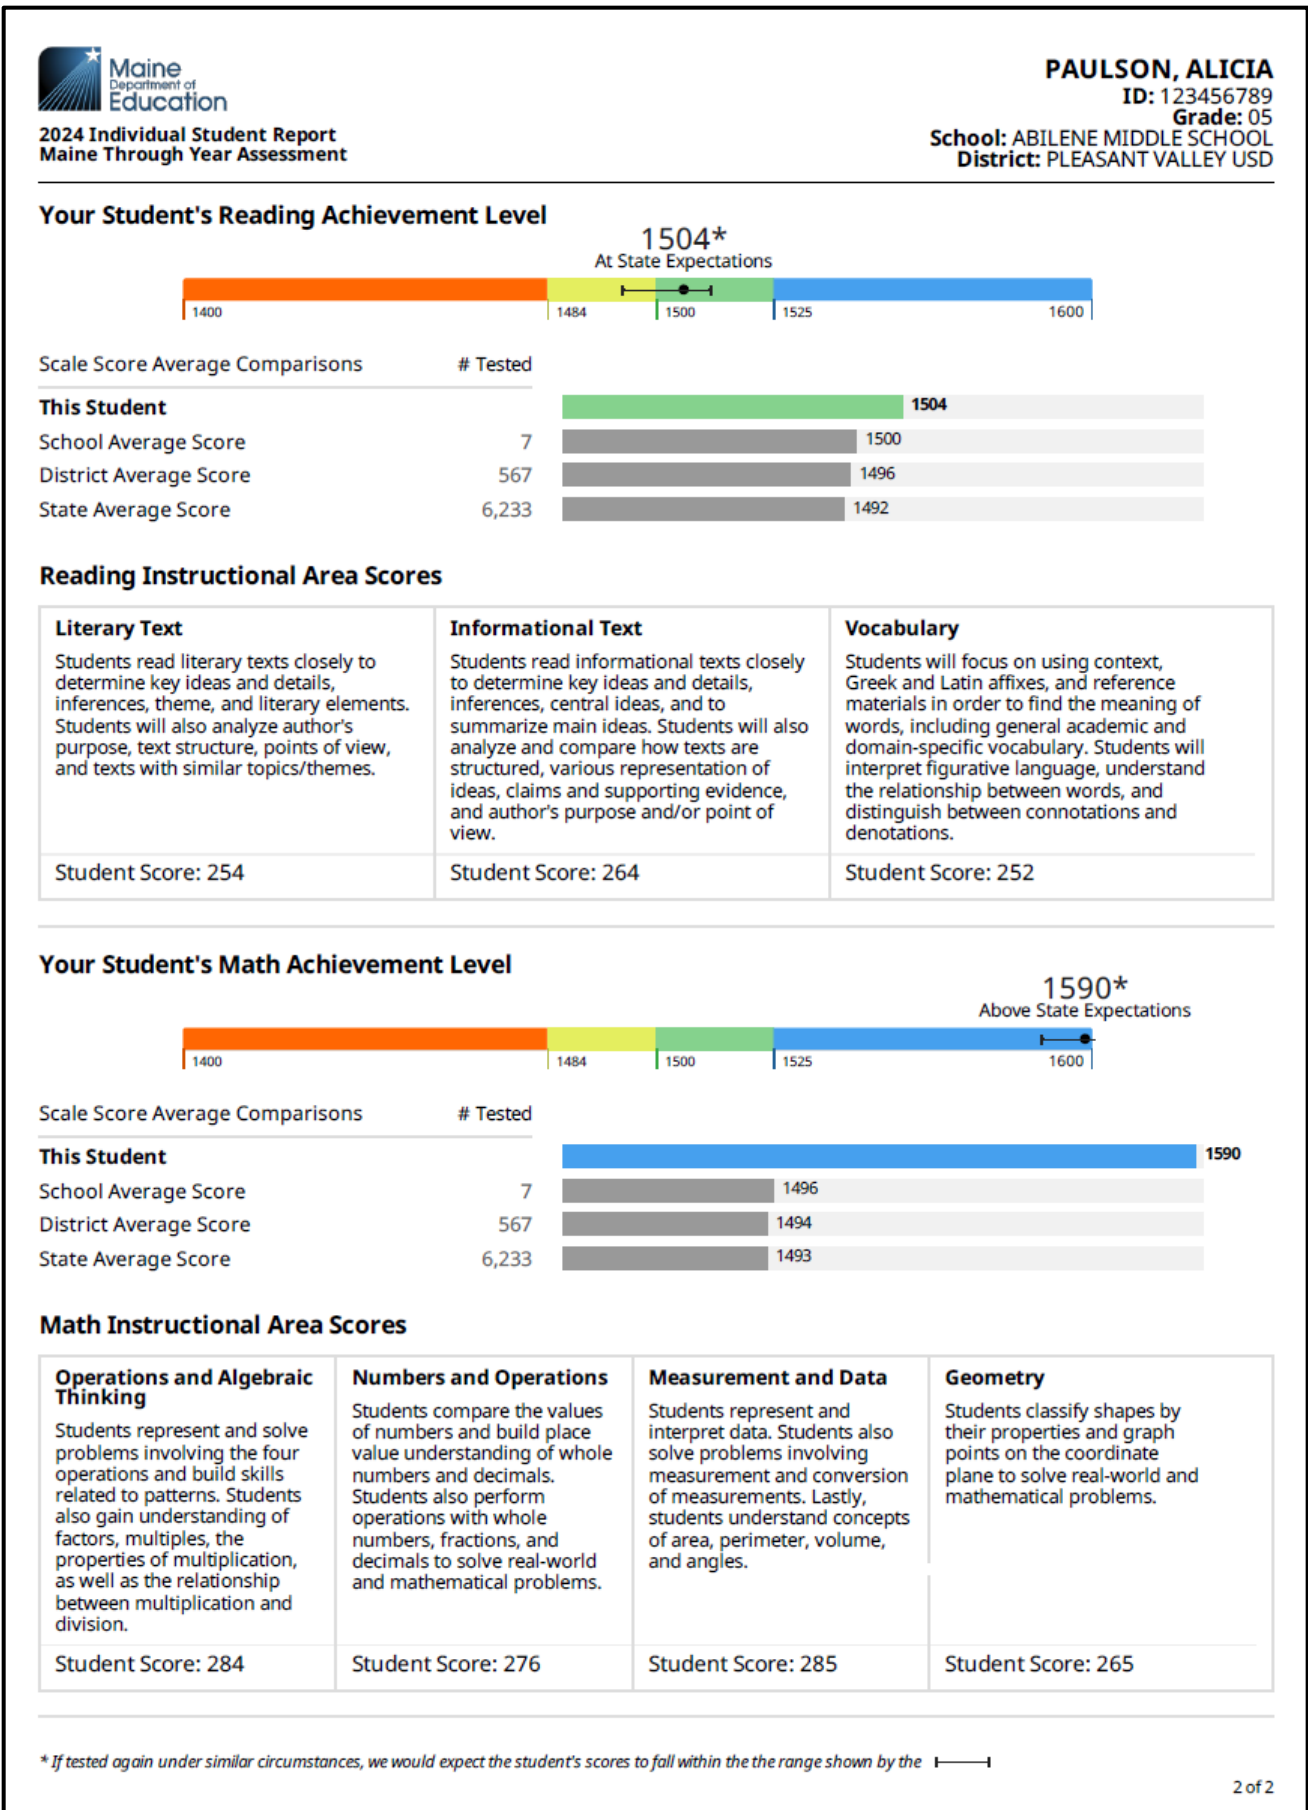 Maine
Department of
Education
2024 Individual Student Report
Maine Through Year Assessment
PAULSON, ALICIA
ID: 123456789
Grade: 05
School: ABILENE MIDDLE SCHOOL
District: PLEASANT VALLEY USD
Your Student's Reading Achievement Level
1504*
At State Expectations
1400 1484 1500 1525 1600
Scale Score Average Comparisons # Tested
This Student 1504
School Average Score 7 1500
District Average Score 567 1496
State Average Score 6,233 1492
Reading Instructional Area Scores
Literary Text
Students read literary texts closely to
determine key ideas and details,
inferences, theme, and literary elements.
Students will also analyze author's
purpose, text structure, points of view,
and texts with similar topics/themes.
Student Score: 254
Informational Text
Students read informational texts closely
to determine key ideas and details,
inferences, central ideas, and to
summarize main ideas. Students will also
analyze and compare how texts are
structured, various representation of
ideas, claims and supporting evidence,
and author's purpose and/or point of
view.
Student Score: 264
Vocabulary
Students will focus on using context,
Greek and Latin affixes, and reference
materials in order to find the meaning of
words, including general academic and
domain-specific vocabulary. Students will
interpret figurative language, understand
the relationship between words, and
distinguish between connotations and
denotations.
Student Score: 252
Your Student's Math Achievement Level
1590*
Above State Expectations
1400 1484 1500 1525 1600
Scale Score Average Comparisons # Tested
This Student 1590
School Average Score 7 1496
District Average Score 567 1494
State Average Score 6,233 1493
Math Instructional Area Scores
Operations and Algebraic
Thinking
Students represent and solve
problems involving the four
operations and build skills
related to patterns. Students
also gain understanding of
factors, multiples, the
properties of multiplication,
as well as the relationship
between multiplication and
division.
Student Score: 284
Numbers and Operations
Students compare the values
of numbers and build place
value understanding of whole
numbers and decimals.
Students also perform
operations with whole
numbers, fractions, and
decimals to solve real-world
and mathematical problems.
Student Score: 276
Measurement and Data
Students represent and
interpret data. Students also
solve problems involving
measurement and conversion
of measurements. Lastly,
students understand concepts
of area, perimeter, volume,
and angles.
Student Score: 285
Geometry
Students classify shapes by
their properties and graph
points on the coordinate
plane to solve real-world and
mathematical problems.
Student Score: 265
* If tested again under similar circumstances, we would expect the student's scores to fall within the the range shown by the
2 of 2